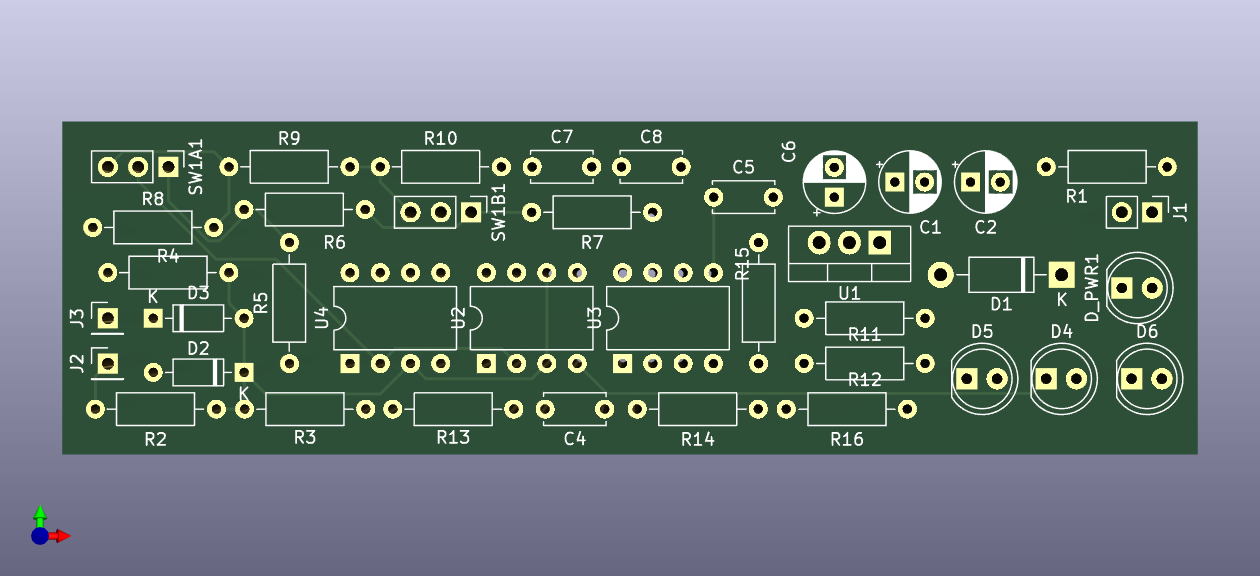 SW1A1
R9
R10
C7
C8
C6
+
+
+
C5
R1
R8
SW1B1
J1
R6
R7
C1
C2
R4
R15
K
D3
R5
U1
D1
K
D_PWR1
J3
U4
U2
U3
R11
J2
D2
D5
D4
D6
K
R12
R2
R3
R13
C4
R14
R16